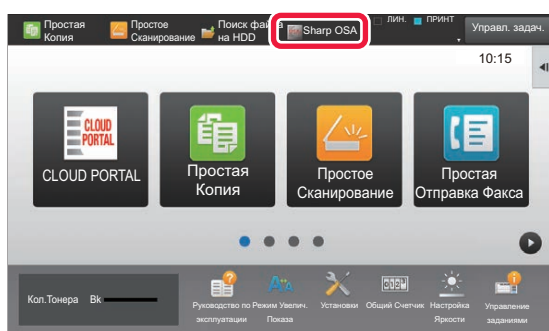 Простая
Копия
Простое
Сканирование
Поиск файла
на HDD
Sharp OSA
ЛИН.
ПРИНТ
Управл. задач.
10:15
CLOUD
PORTAL
CLOUD PORTAL
Простая
Копия
Простое
Сканирование
Простая
Отправка Факса
Кол.Тонера Bk
Руководство по
эксплуатации
Режим Увелич.
Показа
Установки
Общий Счетчик
Настройка
Яркости
Управление
заданиями